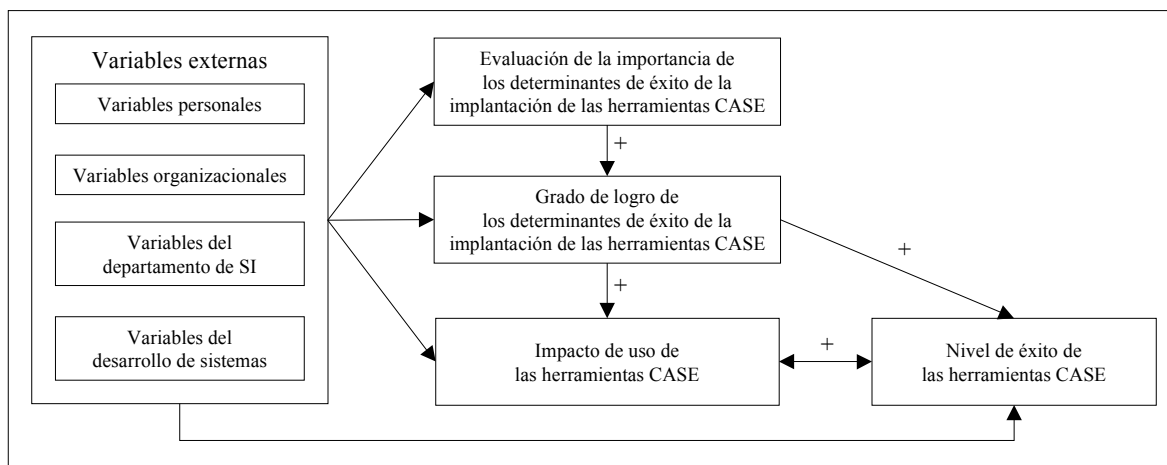 Variables externas
Variables personales
Variables organizacionales
Variables del
departamento de SI
Variables del
desarrollo de sistemas
Evaluación de la importancia de
los determinantes de éxito de la
implantación de las herramientas CASE
+
Grado de logro de
los determinantes de éxito de la
implantación de las herramientas CASE
+
+
Impacto de uso de
las herramientas CASE
+
Nivel de éxito de
las herramientas CASE